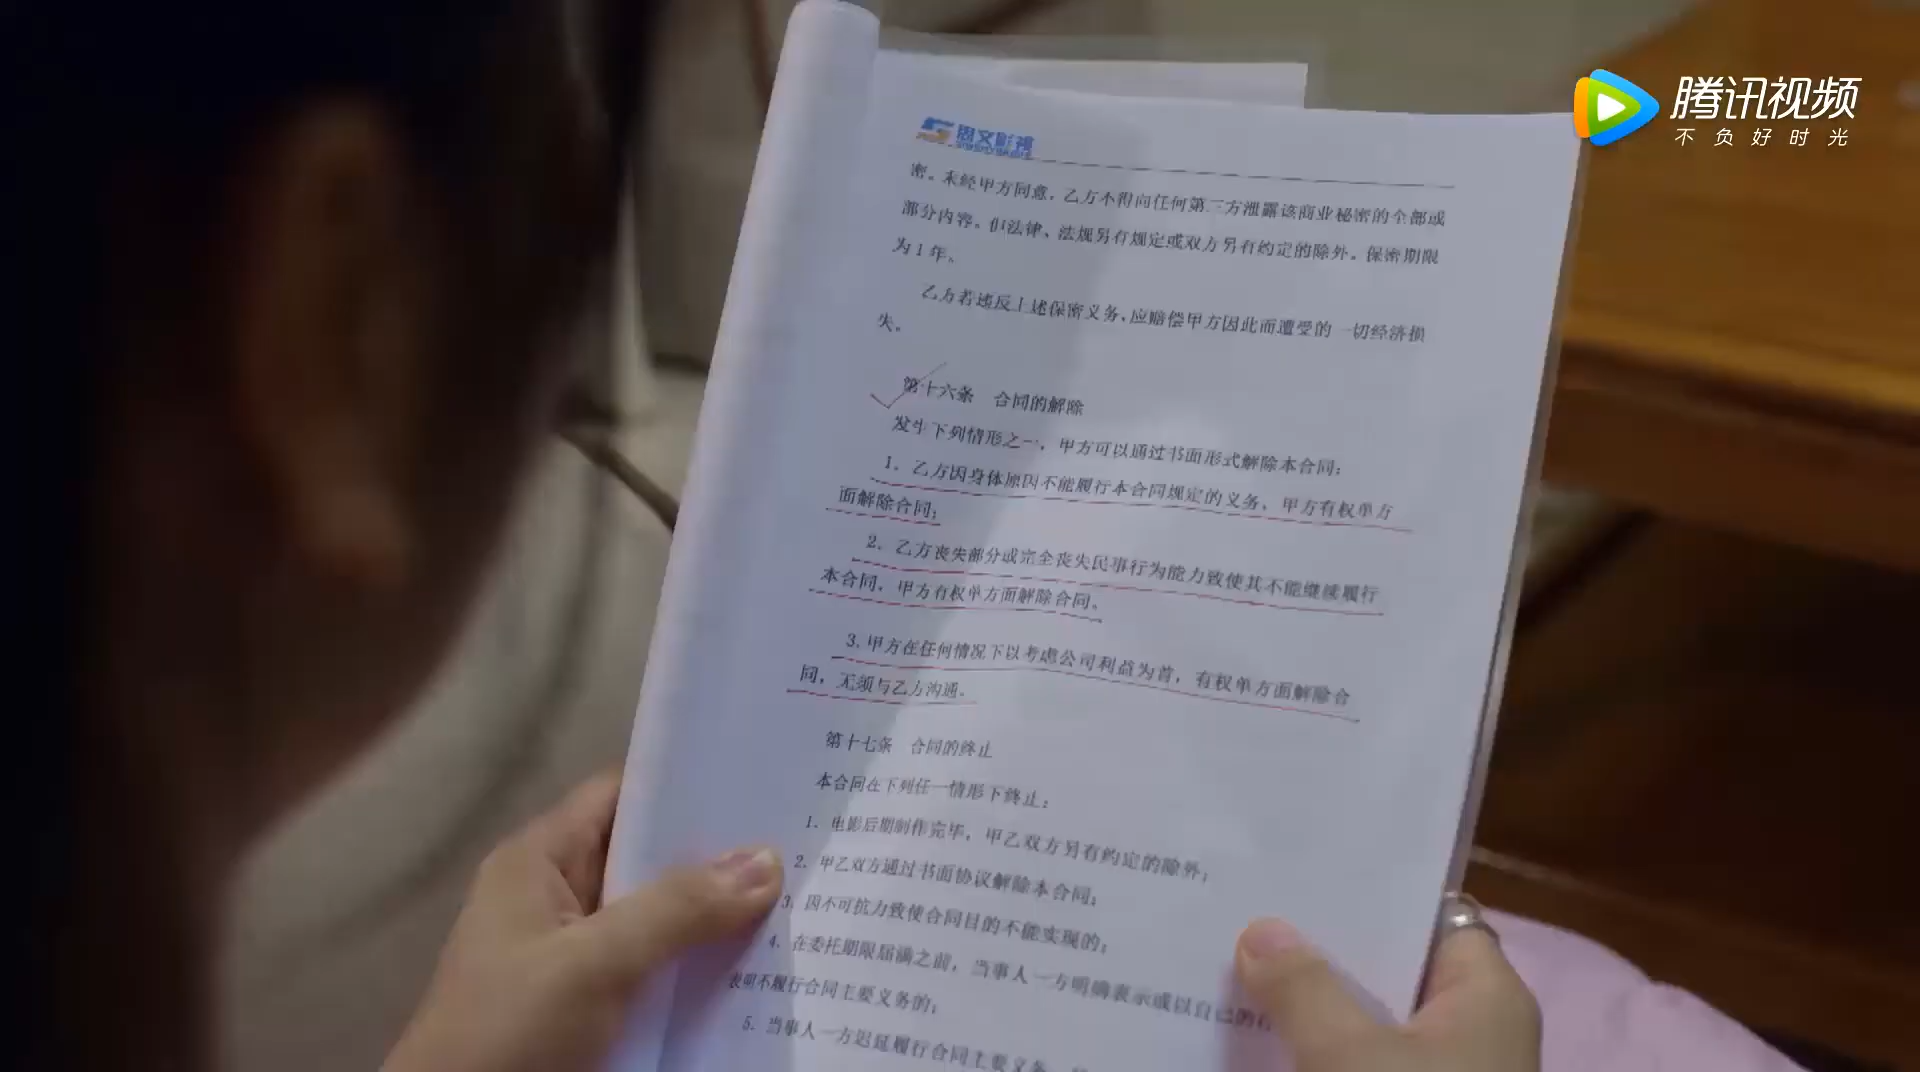 腾讯视频
不负好时光
思文影视
密。未经甲方同意，乙方不得向任何第三方泄露该商业秘密的全部或
部分内容。但法律、法规另有规定或双方另有约定的除外。保密期限
为1年。
乙方若违反上述保密义务，应赔偿甲方因此而遭受的一切经济损
失。
第十六条 合同的解除
发生下列情形之一，甲方可以通过书面形式解除本合同：
1. 乙方因身体原因不能履行本合同规定的义务，甲方有权单方
面解除合同；
2. 乙方丧失部分或完全丧失民事行为能力致使其不能继续履行
本合同，甲方有权单方面解除合同。
3. 甲方在任何情况下以考虑公司利益为首，有权单方面解除合
同，无须与乙方沟通。
第十七条 合同的终止
本合同在下列任一情形下终止：
1. 电影后期制作完毕，甲乙双方另有约定的除外；
2. 甲乙双方通过书面协议解除本合同；
3. 因不可抗力致使合同目的不能实现的；
4. 在委托期限届满之前，当事人一方明确表示或以自己的行
表明不履行合同主要义务的；
5. 当事人一方迟延履行合同主要义务